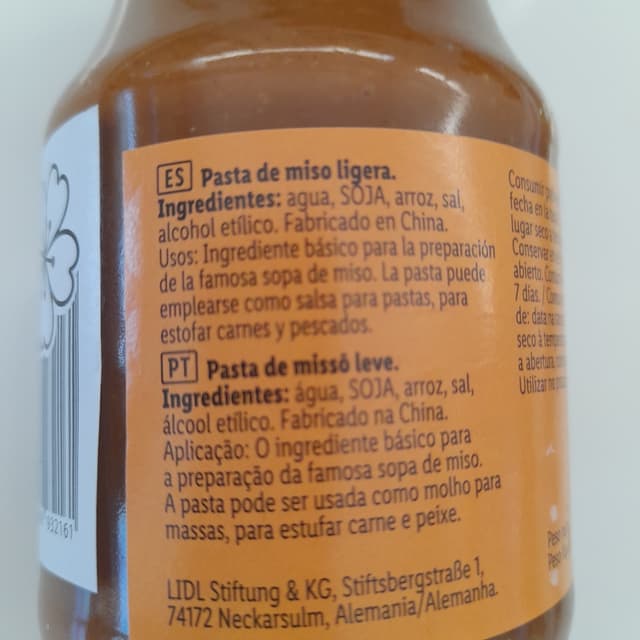 ES Pasta de miso ligera.
Ingredientes: agua, SOJA, arroz, sal,
alcohol etílico. Fabricado en China.
Usos: Ingrediente básico para la preparación
de la famosa sopa de miso. La pasta puede
emplearse como salsa para pastas, para
estofar carnes y pescados.
PT Pasta de missô leve.
Ingredientes: água, SOJA, arroz, sal,
álcool etílico. Fabricado na China.
Aplicação: O ingrediente básico para
a preparação da famosa sopa de miso.
A pasta pode ser usada como molho para
massas, para estufar carne e peixe.
LIDL Stiftung & KG, Stiftsbergstraße 1,
74172 Neckarsulm, Alemania/Alemanha.
Consumir
fecha en
lugar seco
Conservar
abierto.
7 días. /
de: data
seco à
a abertura,
Utilizar
Peso
Peso
932161